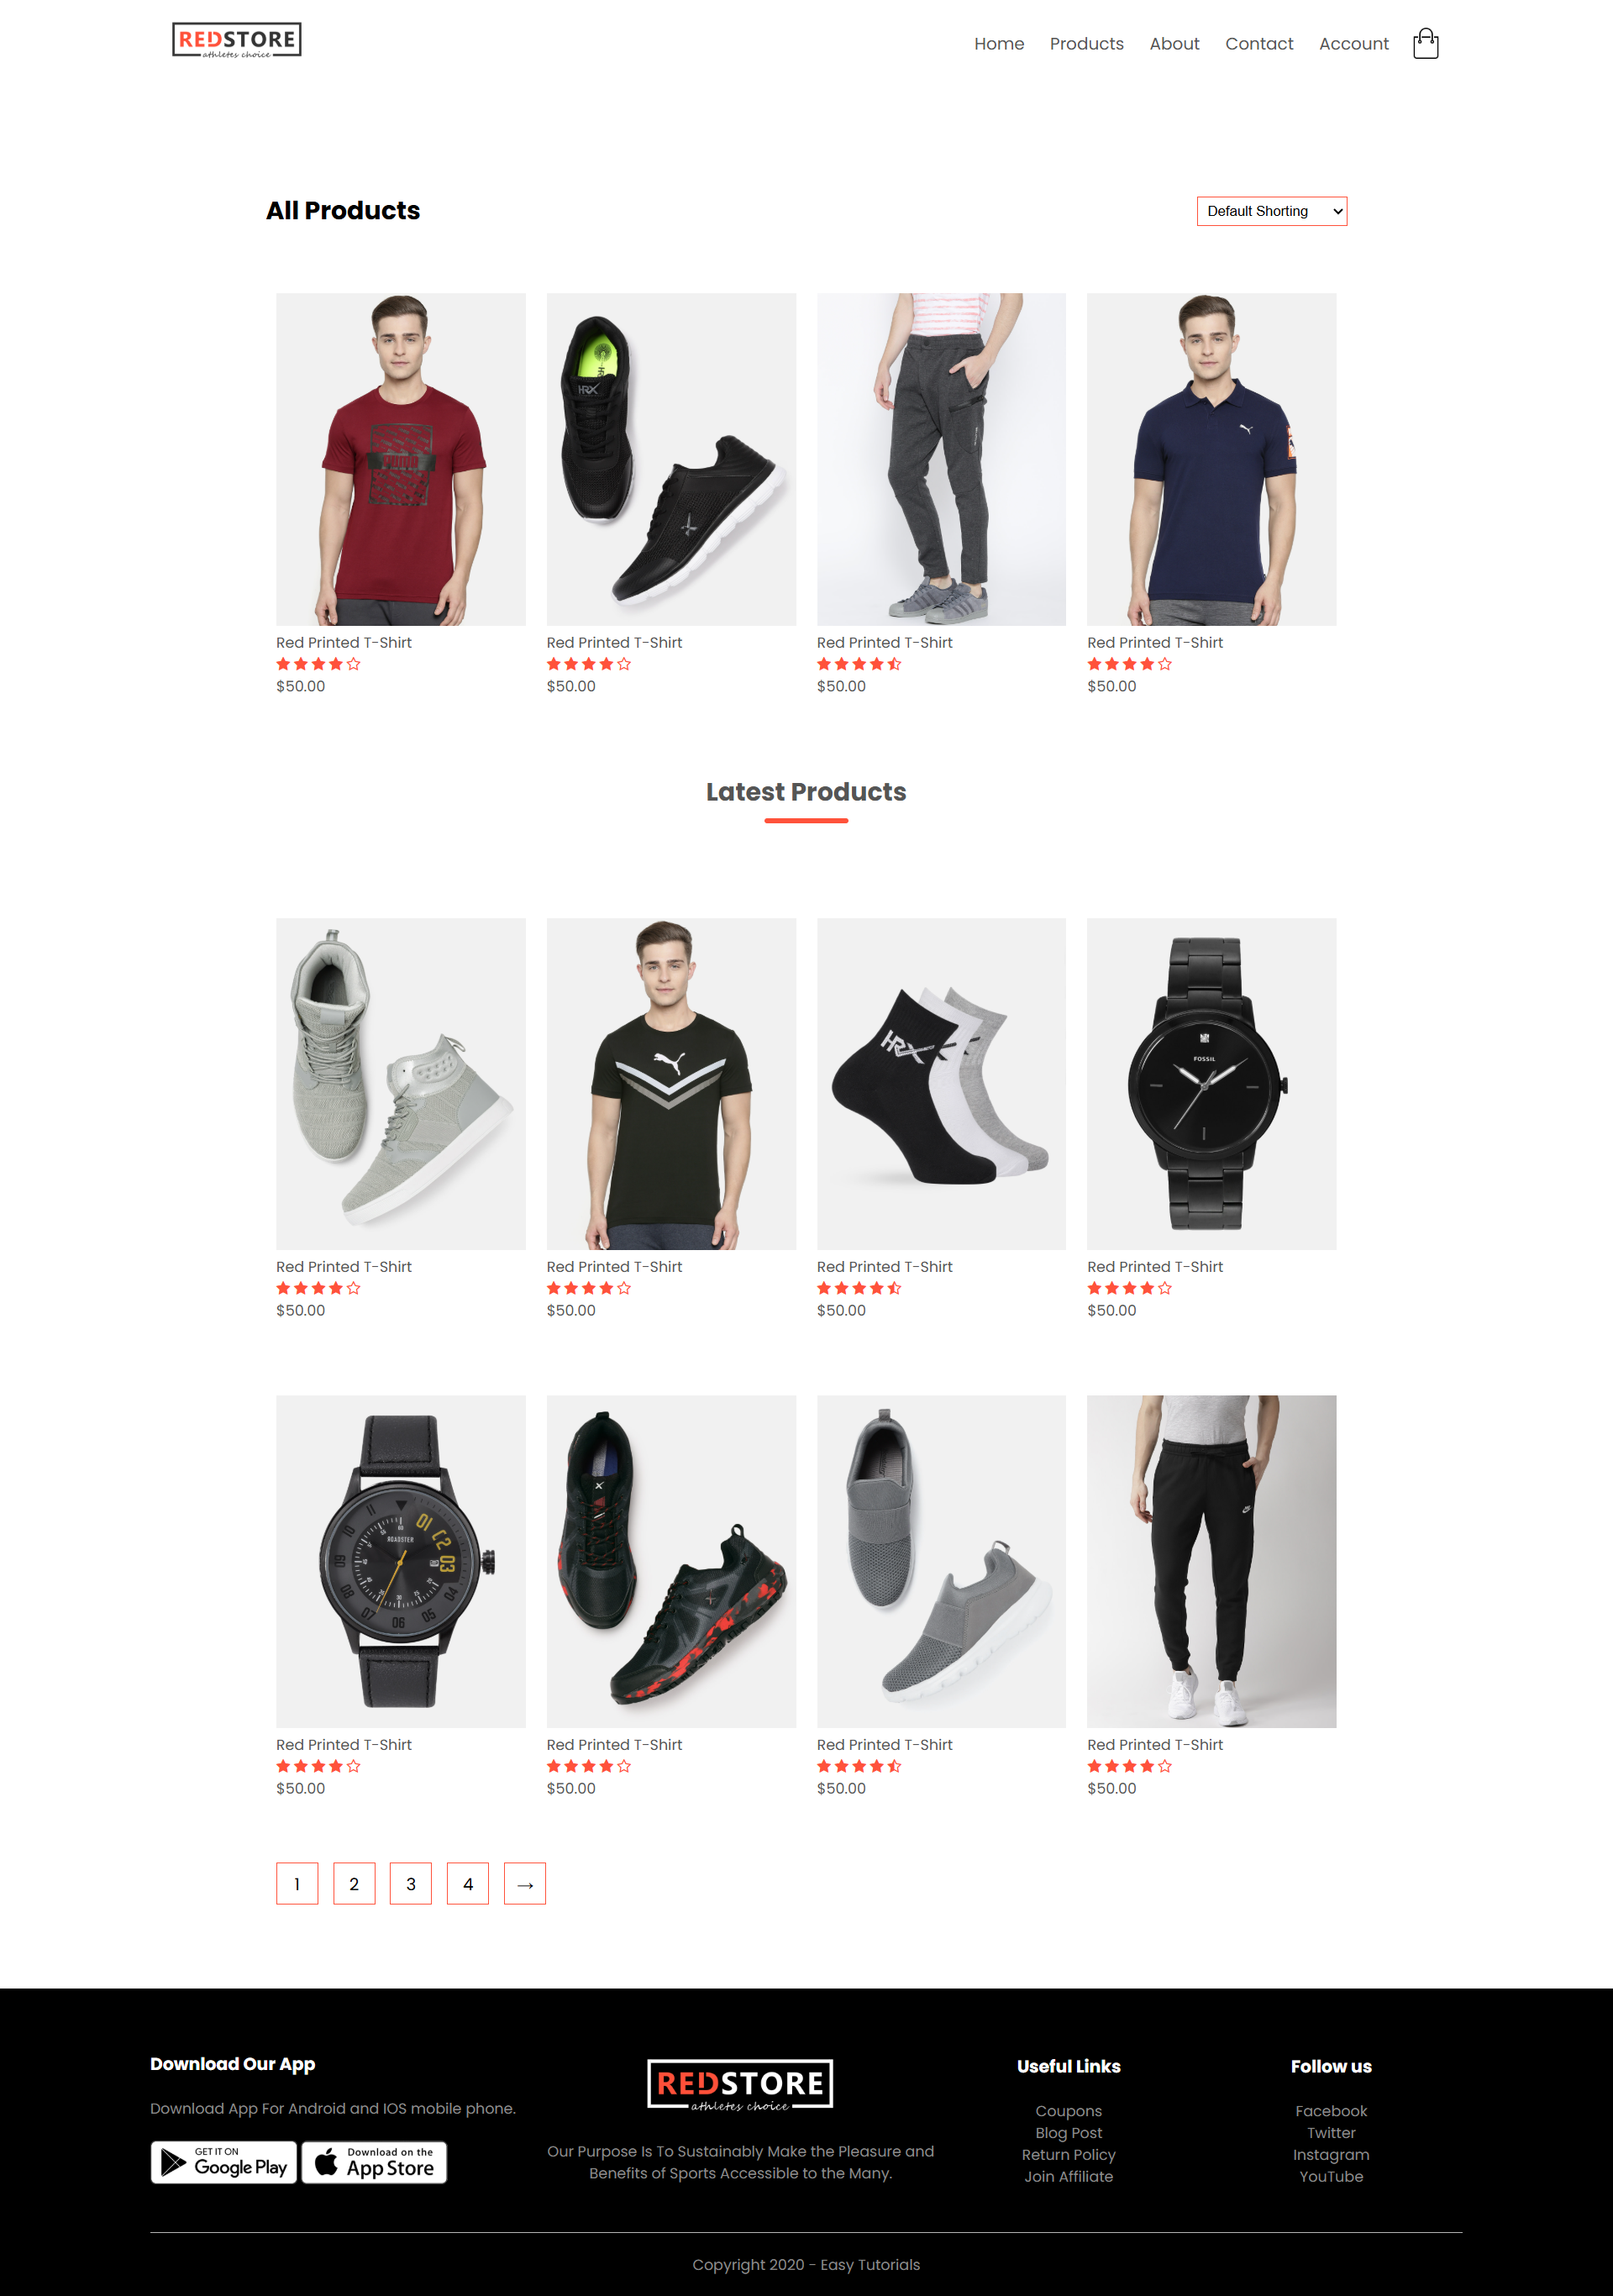 REDSTORE
athletes choice
Home Products About Contact Account
All Products
Default Shorting
HRX
Red Printed T-Shirt Red Printed T-Shirt Red Printed T-Shirt Red Printed T-Shirt
$50.00 $50.00 $50.00 $50.00
Latest Products
HRX
FOSSIL
Red Printed T-Shirt Red Printed T-Shirt Red Printed T-Shirt Red Printed T-Shirt
$50.00 $50.00 $50.00 $50.00
ROADSTER
Red Printed T-Shirt Red Printed T-Shirt Red Printed T-Shirt Red Printed T-Shirt
$50.00 $50.00 $50.00 $50.00
1 2 3 4 →
Download Our App
Download App For Android and IOS mobile phone.
GET IT ON
Google Play
Download on the
App Store
REDSTORE
athletes choice
Our Purpose Is To Sustainably Make the Pleasure and
Benefits of Sports Accessible to the Many.
Useful Links
Coupons
Blog Post
Return Policy
Join Affiliate
Follow us
Facebook
Twitter
Instagram
YouTube
Copyright 2020 - Easy Tutorials